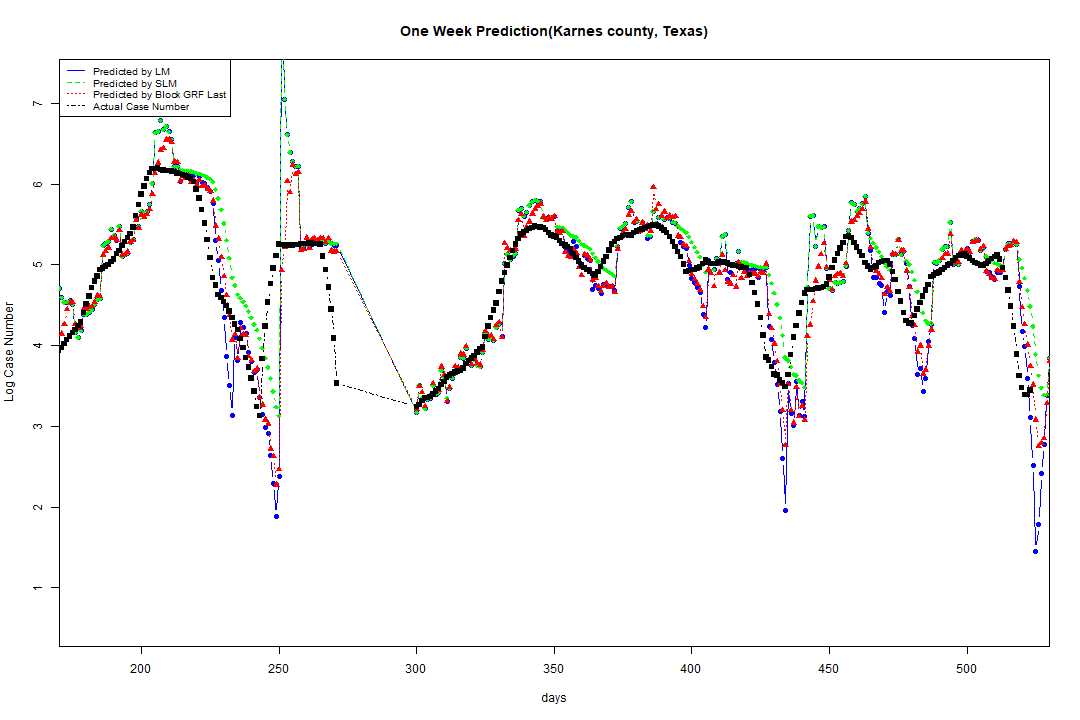 One Week Prediction(Karnes county, Texas)
Predicted by LM
Predicted by SLM
Predicted by Block GRF Last
Actual Case Number
7
6
5
4
3
2
1
Log Case Number
200 250 300 350 400 450 500
days